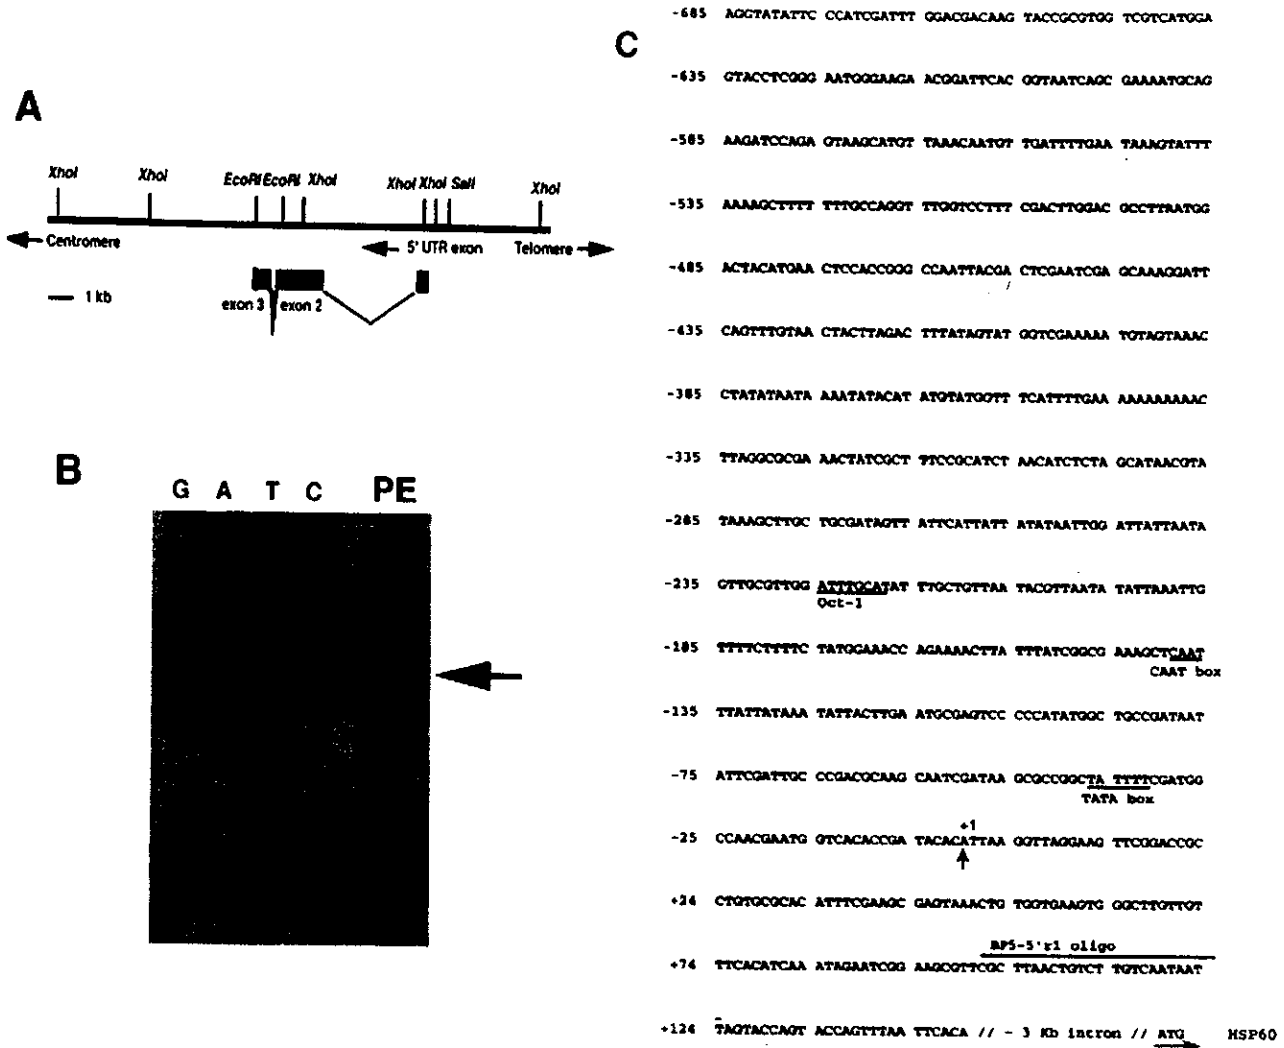 A
XhoI XhoI EcoRI EcoRI XhoI XhoI XhoI SalI XhoI
Centromere 5' UTR exon Telomere
1 kb exon 3 exon 2
B
G A T C PE
C
-685 AGGTATATTC CCATCGATTT GGACGACAAG TACCGCGTGG TCGTCATGGA
-635 GTACCTCGGG AATGGGAAGA ACGGATTCAC GGTAATCAGC GAAAATGCAG
-585 AAGATCCAGA GTAAGCATGT TAAACAATGT TGATTTTGAA TAAAGTATTT
-535 AAAAGCTTTT TTTGCCAGGT TTGGTCCTTT CGACTTGGAC GCCTTAATGG
-485 ACTACATGAA CTCCACCGGG CCAATTACGA CTCGAATCGA GCAAAGGATT
-435 CAGTTTGTAA CTACTTAGAC TTTATAGTAT GGTCGAAAAA TGTAGTAAAC
-385 CTATATAATA AAATATACAT ATGTATGGTT TCATTTTGAA AAAAAAAAAC
-335 TTAGGCGCGA AACTATCGCT TTCCGCATCT AACATCTCTA GCATAACGTA
-285 TAAAGCTTGC TGCGATAGTT ATTCATTATT ATATAATTGG ATTATTAATA
-235 GTTGCGTTGG ATTTGCATAT TTGCTGTTAA TACGTTAATA TATTAAATTG
Oct-1
-185 TTTTCTTTTC TATGGAAACC AGAAAACTTA TTTATCGGCG AAAGCTCAAT
CAAT box
-135 TTATTATAAA TATTACTTGA ATGCGAGTCC CCCATATGGC TGCCGATAAT
-75 ATTCGATTGC CCGACGCAAG CAATCGATAA GCGCCGGCTA TTTTCGATGG
TATA box
+1
-25 CCAACGAATG GTCACACCGA TACACATTAA GGTTAGGAAG TTCGGACCGC
+24 CTGTGCGCAC ATTTCGAAGC GAGTAAACTG TGGTGAAGTG GGCTTGTTGT
AP5-5'r1 oligo
+74 TTCACATCAA ATAGAATCGG AAGCGTTCGC TTAACTGTCT TGTCAATAAT
+124 TAGTACCAGT ACCAGTTTAA TTCACA // ~ 3 Kb intron // ATG HSP60